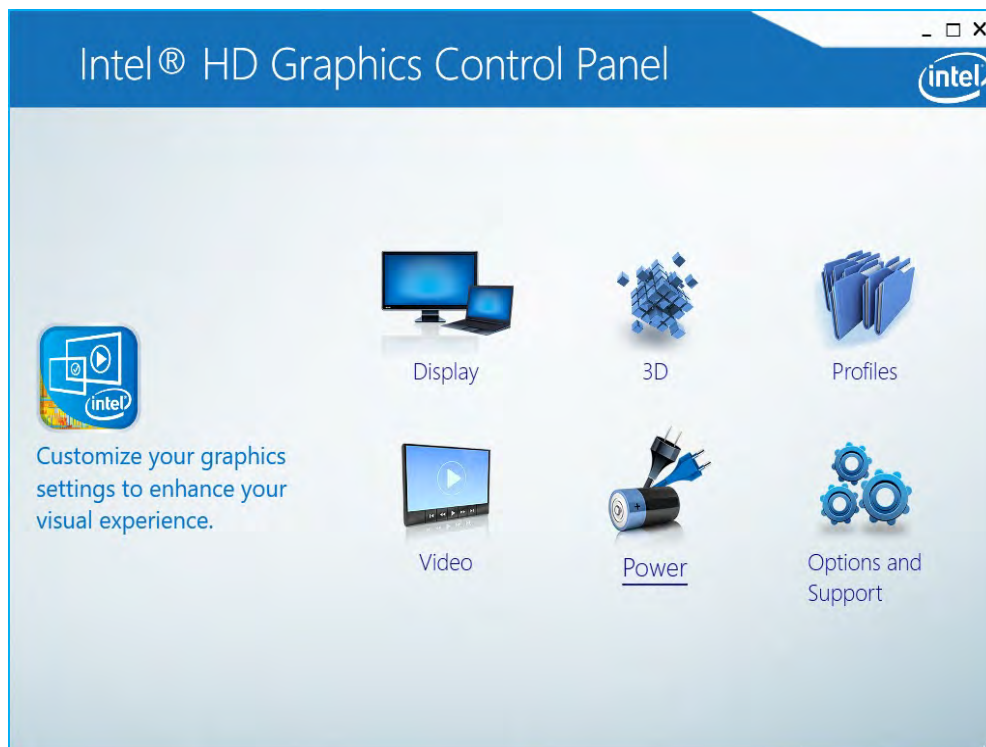 Intel® HD Graphics Control Panel
intel
Display
3D
Profiles
intel
Customize your graphics
settings to enhance your
visual experience.
Video
Power
Options and
Support